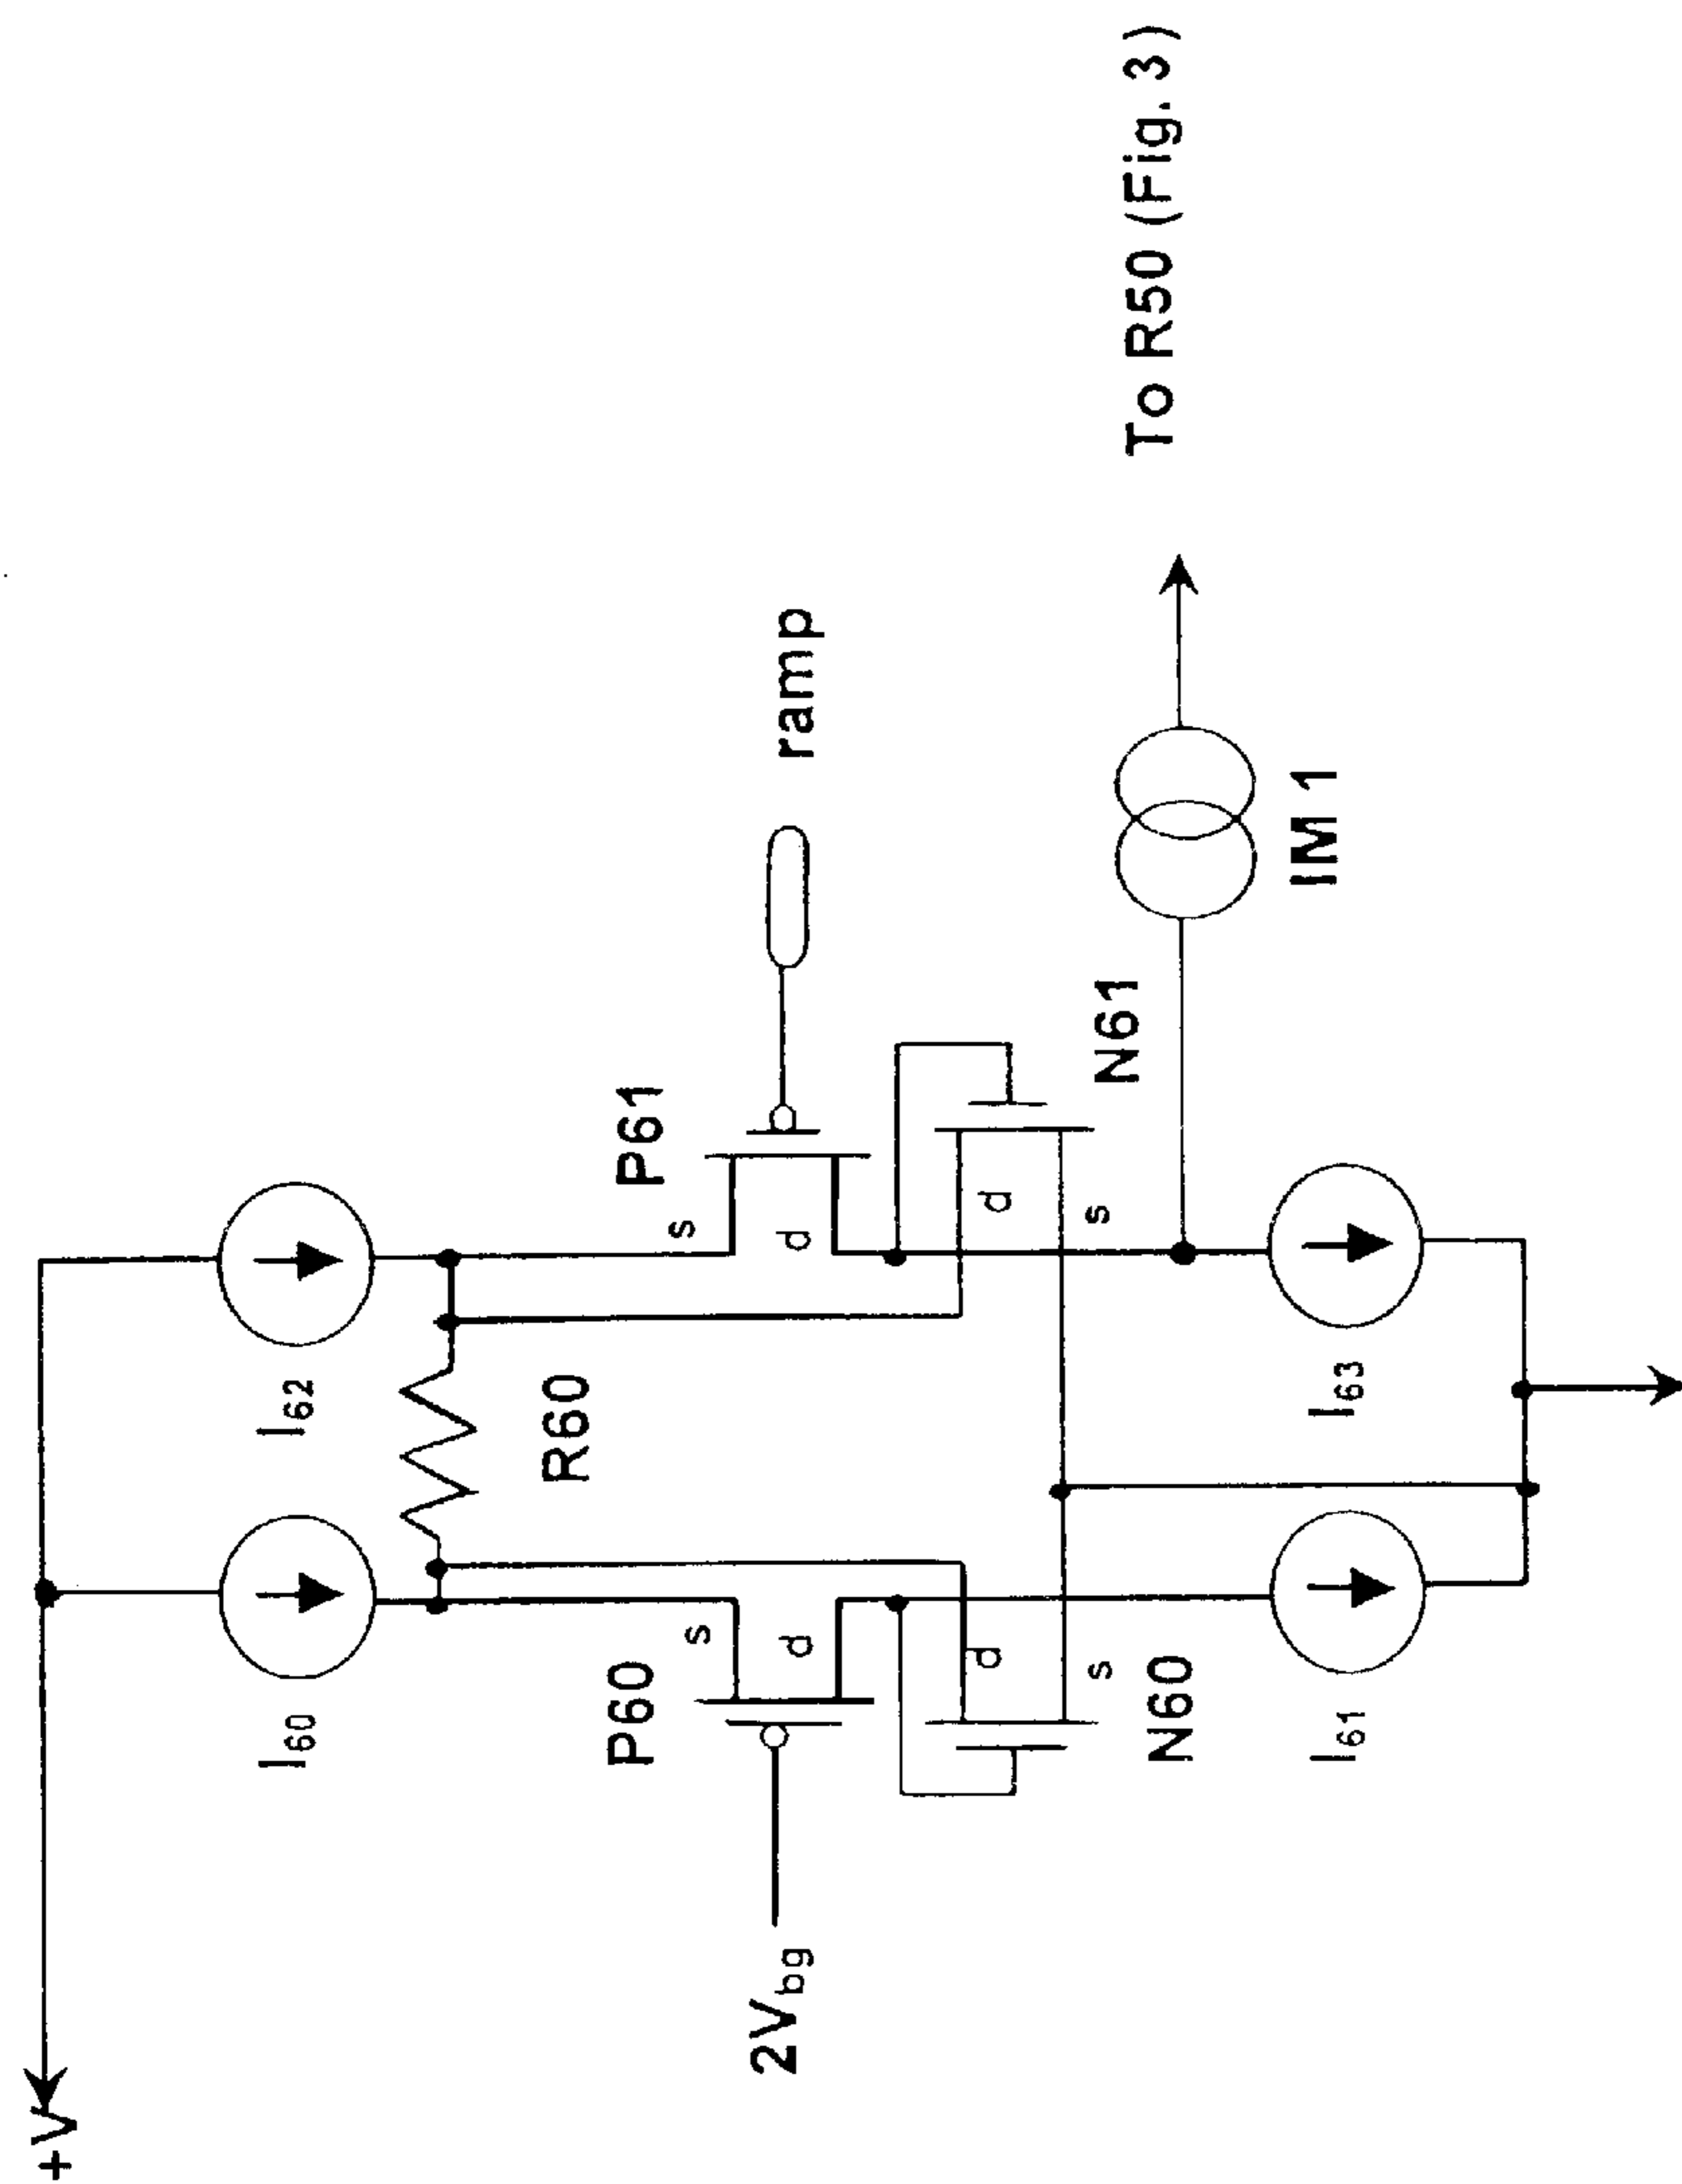 +V
I60
I62
R60
P60
s
d
s
d
P61
2Vbg
ramp
N60
d
s
d
s
N61
I61
I63
IM 1
To R50 (Fig. 3)